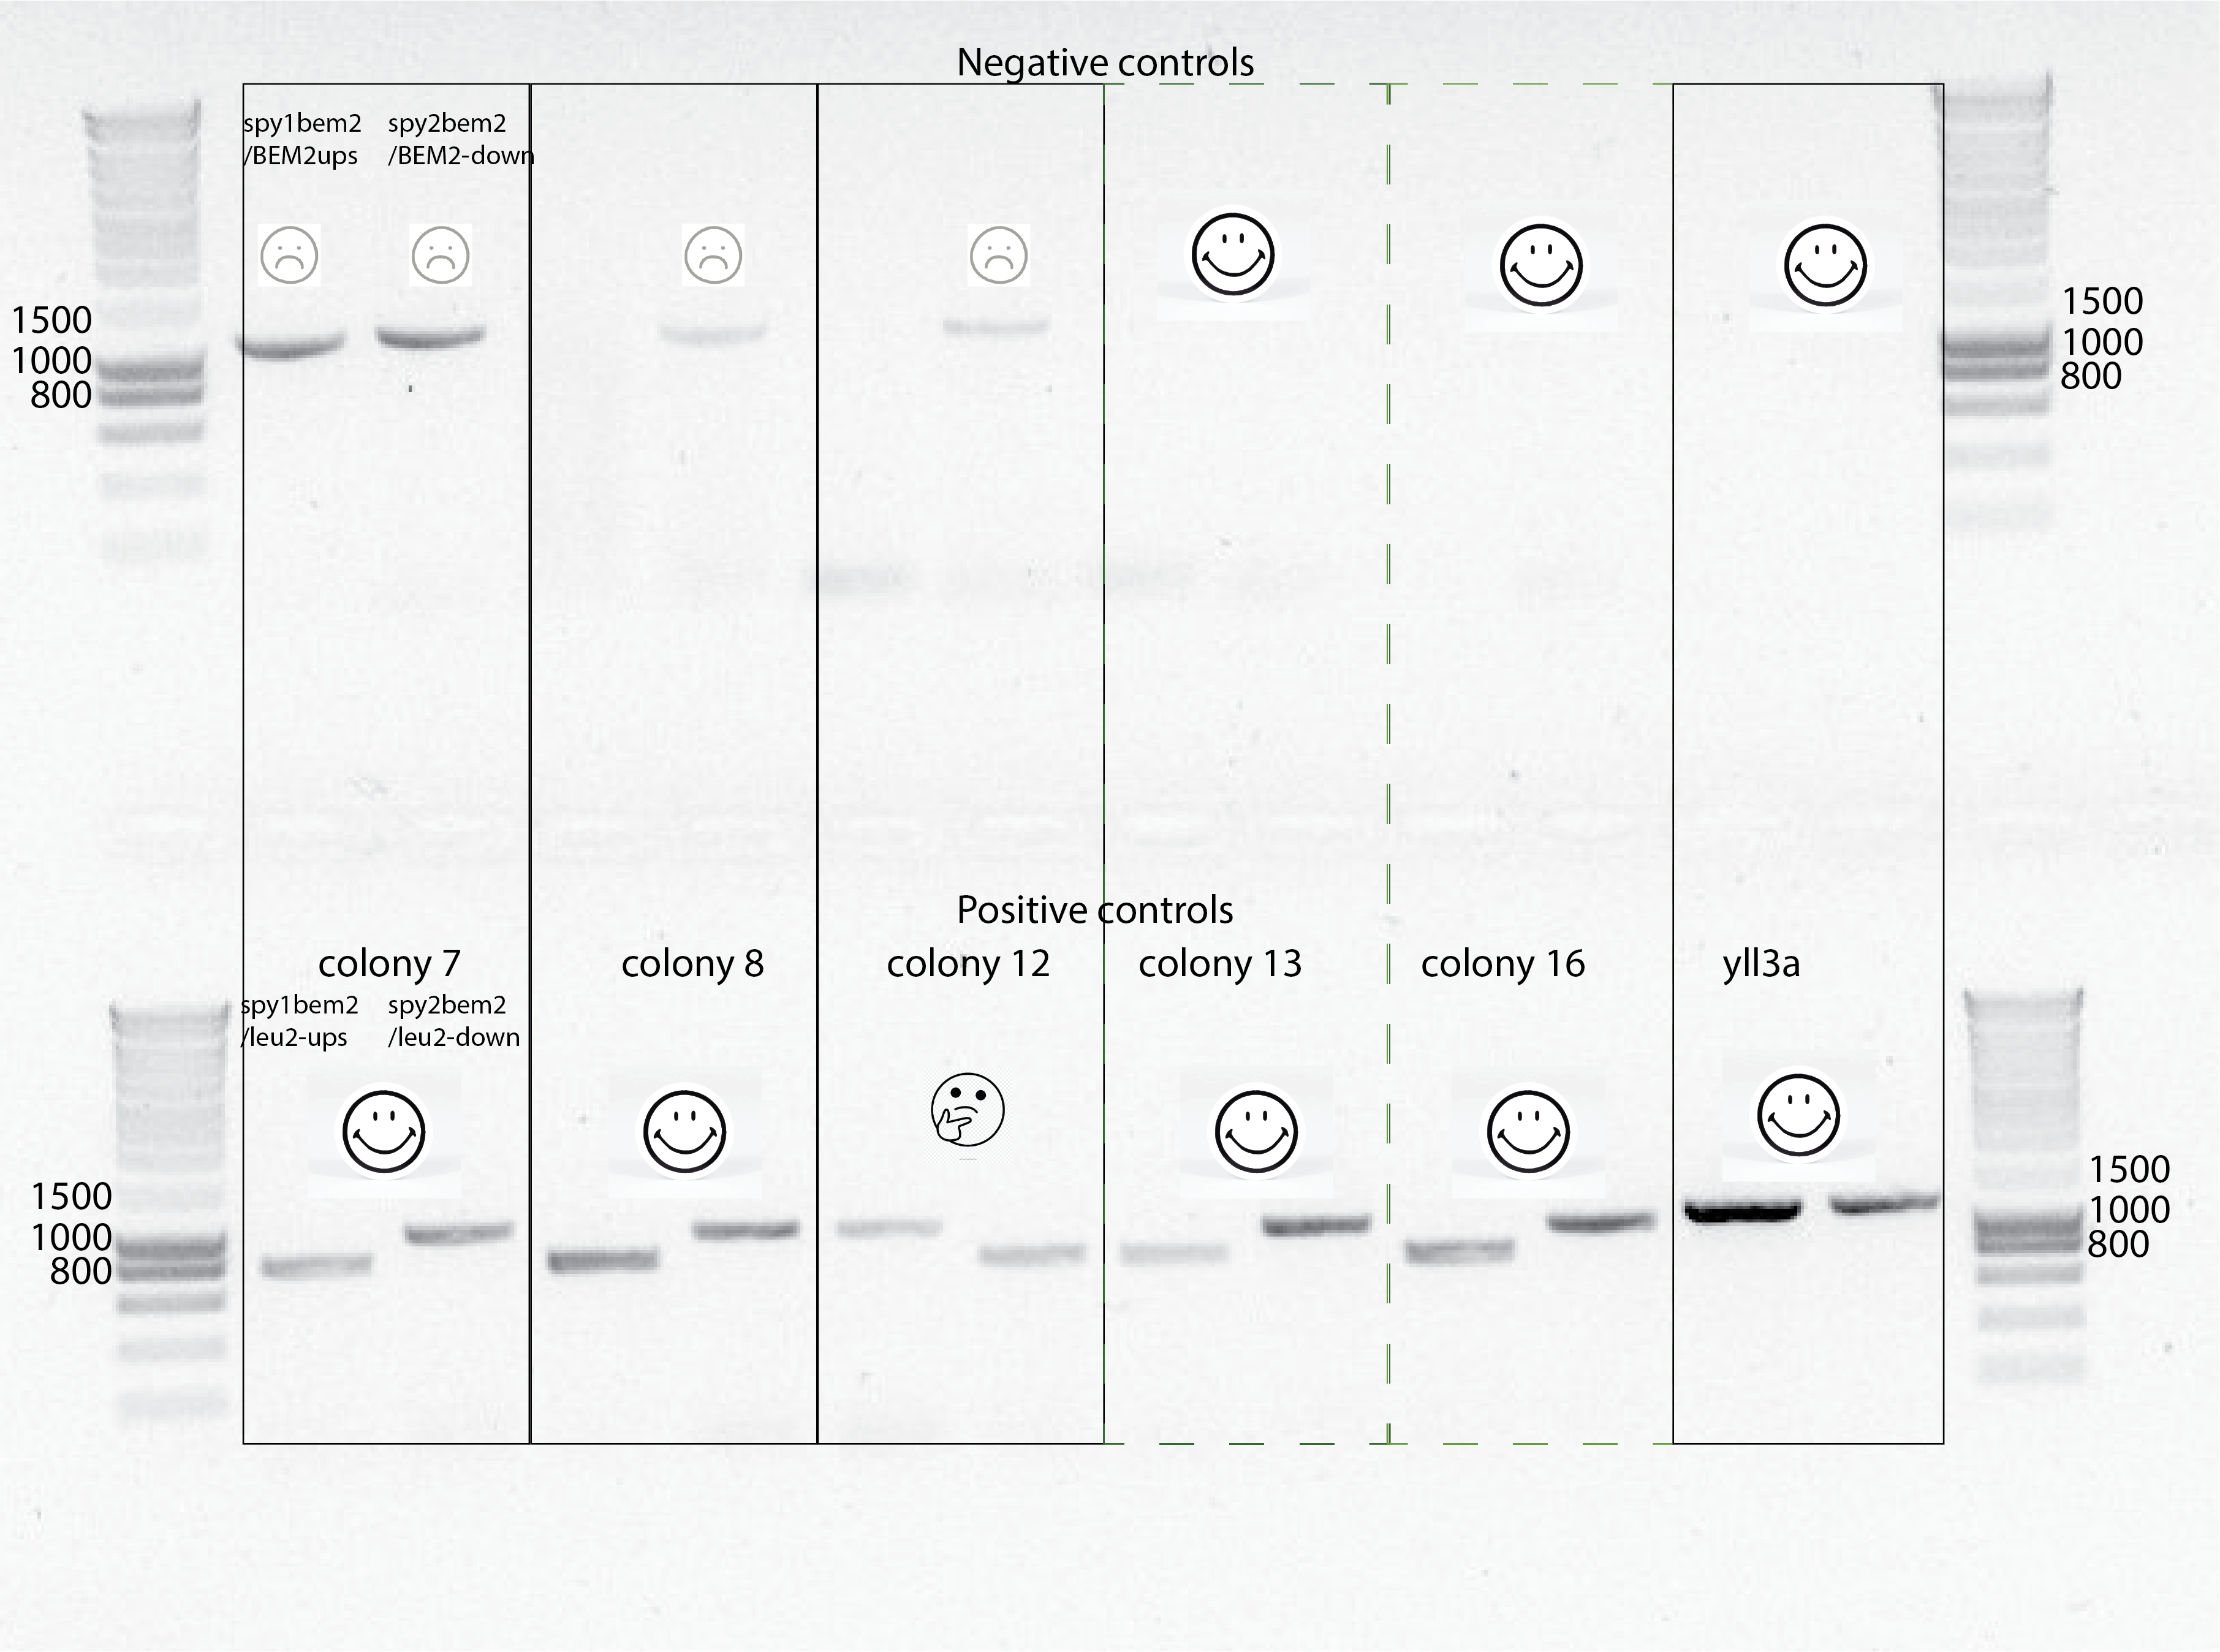 Negative controls
spy1bem2 spy2bem2
/BEM2ups /BEM2-down
1500 1500
1000 1000
800 800
Positive controls
colony 7 colony 8 colony 12 colony 13 colony 16 yll3a
spy1bem2 spy2bem2
/leu2-ups /leu2-down
1500 1500
1000 1000
800 800